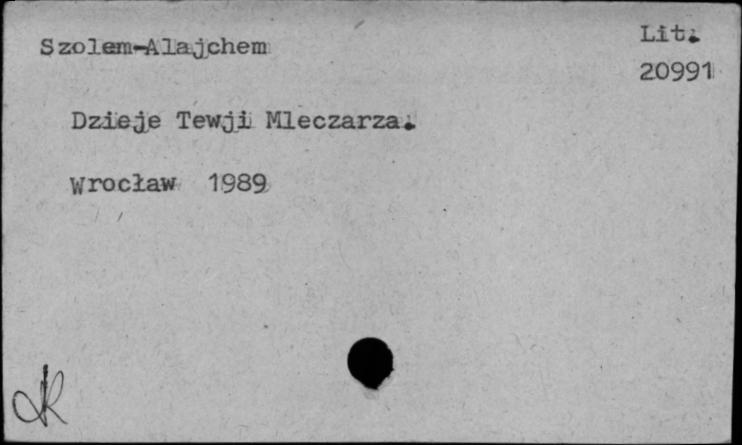 Szolem-Alajchem
Lit.
20991
Dzieje Tewji Mleczarza.
Wrocław 1989